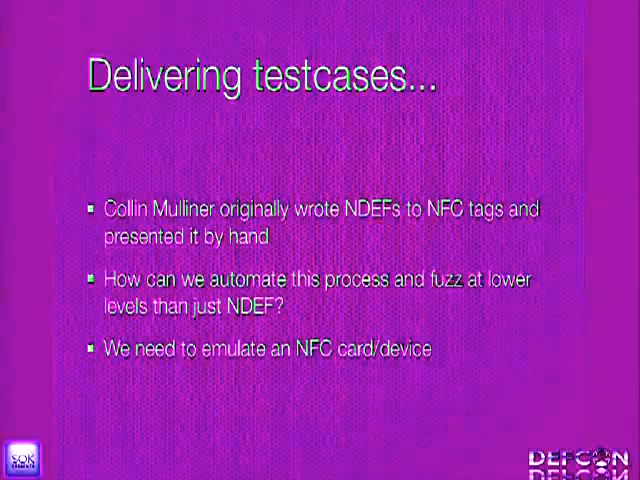 Delivering testcases...
Collin Mulliner originally wrote NDEFs to NFC tags and
presented it by hand
How can we automate this process and fuzz at lower
levels than just NDEF?
We need to emulate an NFC card/device
DEFCON